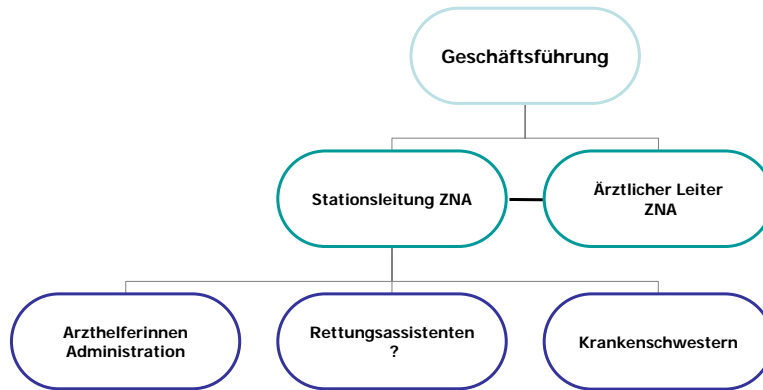 Geschäftsführung
Stationsleitung ZNA
Ärztlicher Leiter
ZNA
Arzthelferinnen
Administration
Rettungsassistenten
?
Krankenschwestern